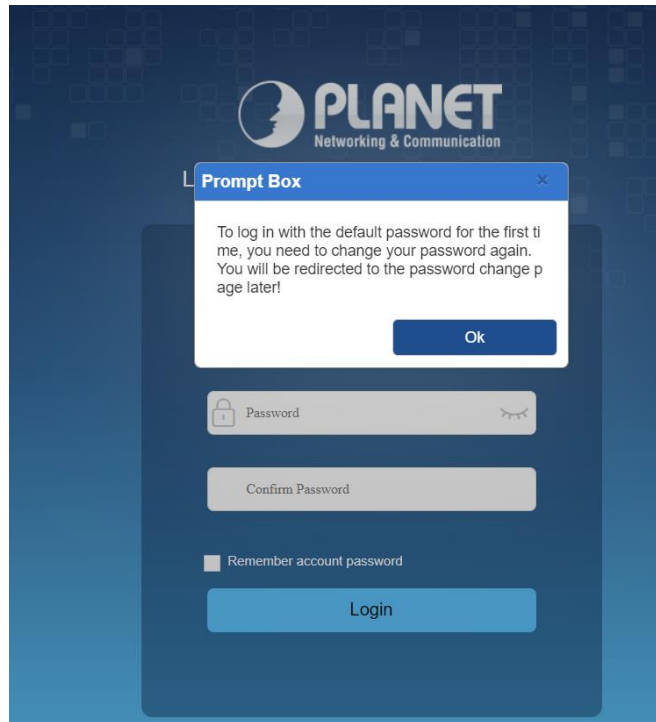 PLANET
Networking & Communication
L
Prompt Box ×
To log in with the default password for the first ti
me, you need to change your password again.
You will be redirected to the password change p
age later!
Ok
Password
Confirm Password
Remember account password
Login